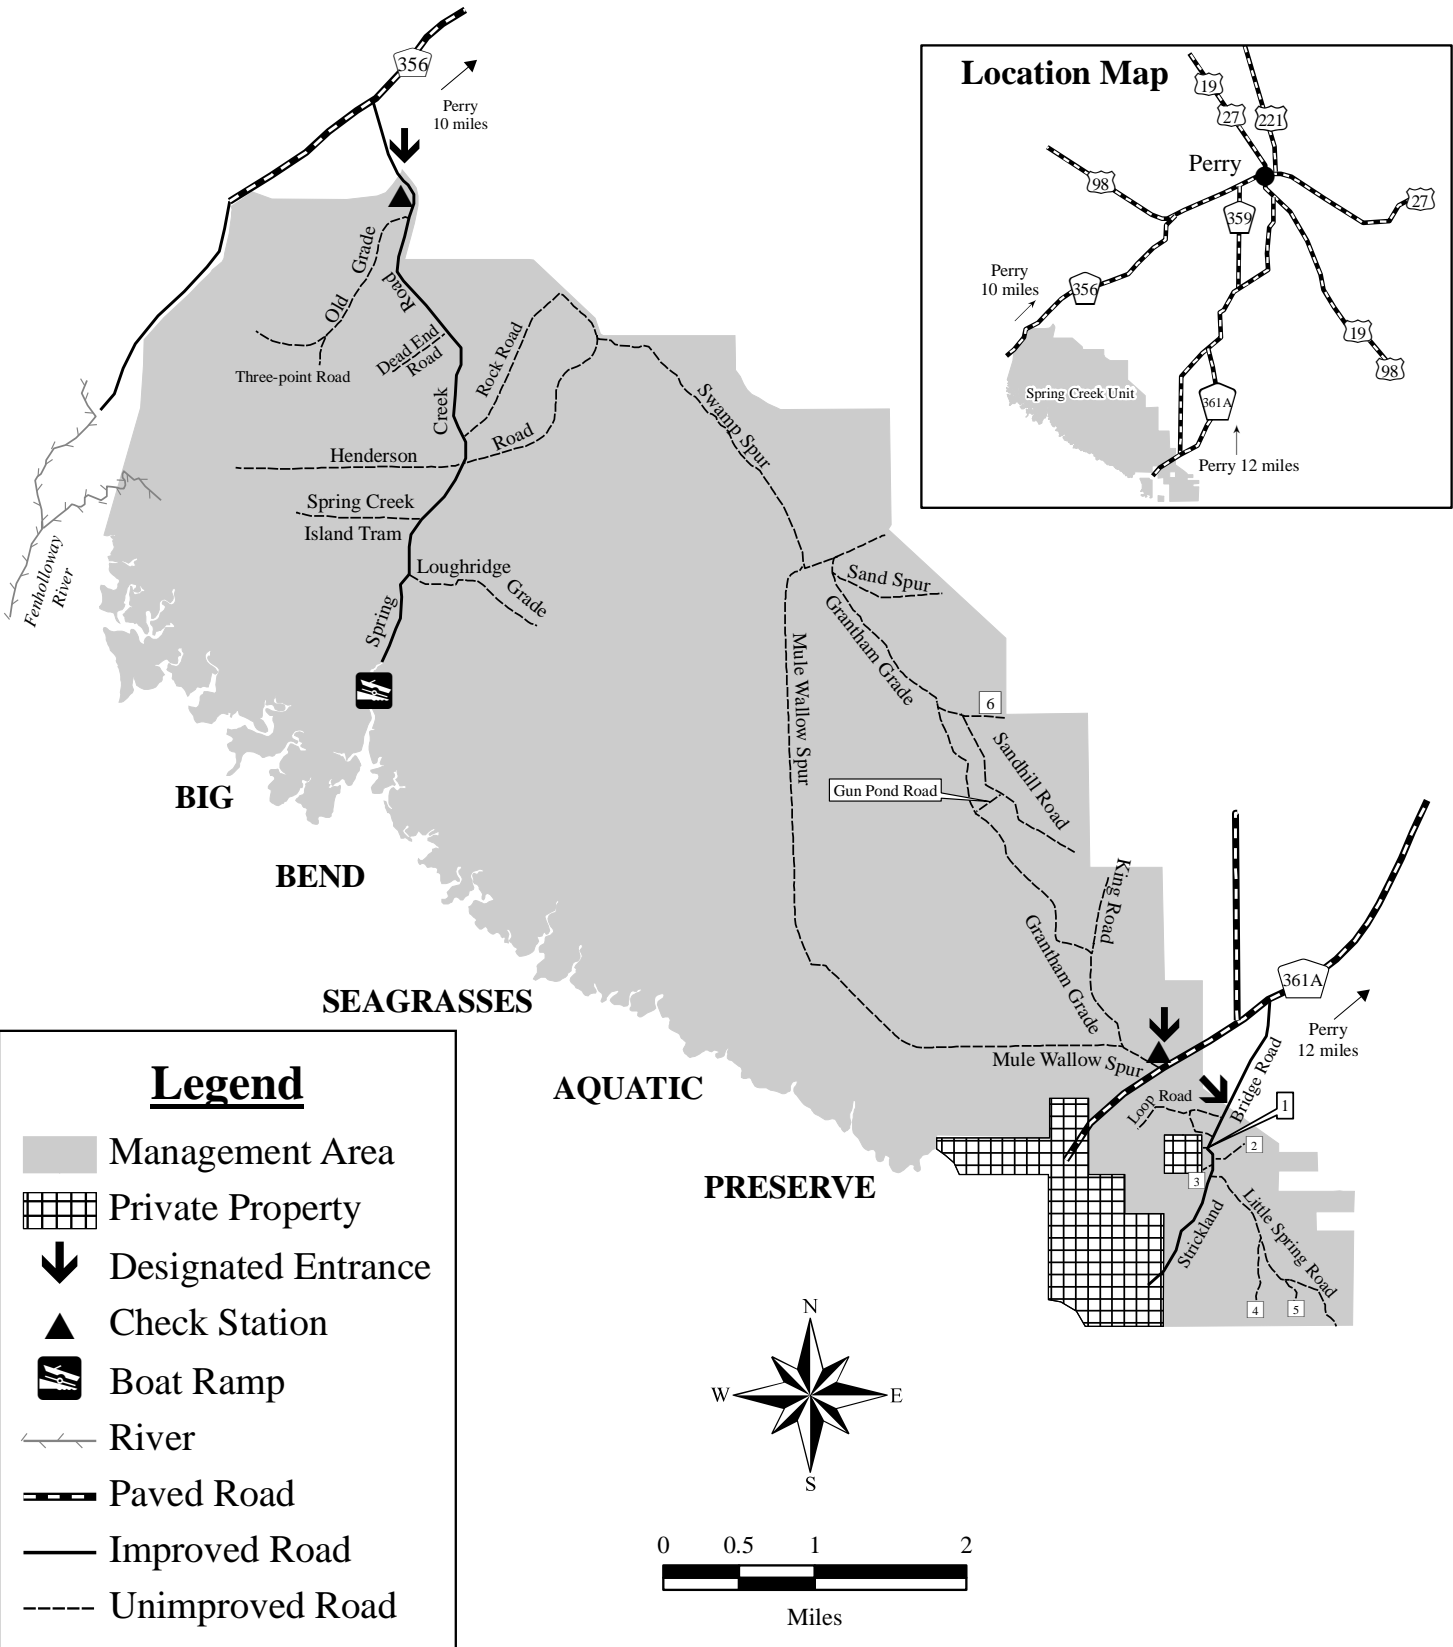 356
Perry
10 miles
Location Map
19
27
221
Perry
98
27
359
Perry
10 miles
356
19
98
Spring Creek Unit
361A
Perry 12 miles
Old Grade
Road
Dead End
Road
Three-point Road
Rock Road
Creek
Henderson Road
Swamp Spur
Spring Creek
Island Tram
Loughridge Grade
Spring
Fenholloway
River
Sand Spur
Grantham Grade
Mule Wallow Spur
6
Sandhill Road
Gun Pond Road
King Road
Grantham Grade
BIG
BEND
SEAGRASSES
AQUATIC
PRESERVE
361A
Perry
12 miles
Mule Wallow Spur
Bridge Road
Loop Road
1
2
3
Strickland
Little Spring Road
4
5
Legend
Management Area
Private Property
Designated Entrance
Check Station
Boat Ramp
River
Paved Road
Improved Road
Unimproved Road
N
W
E
S
0 0.5 1 2
Miles